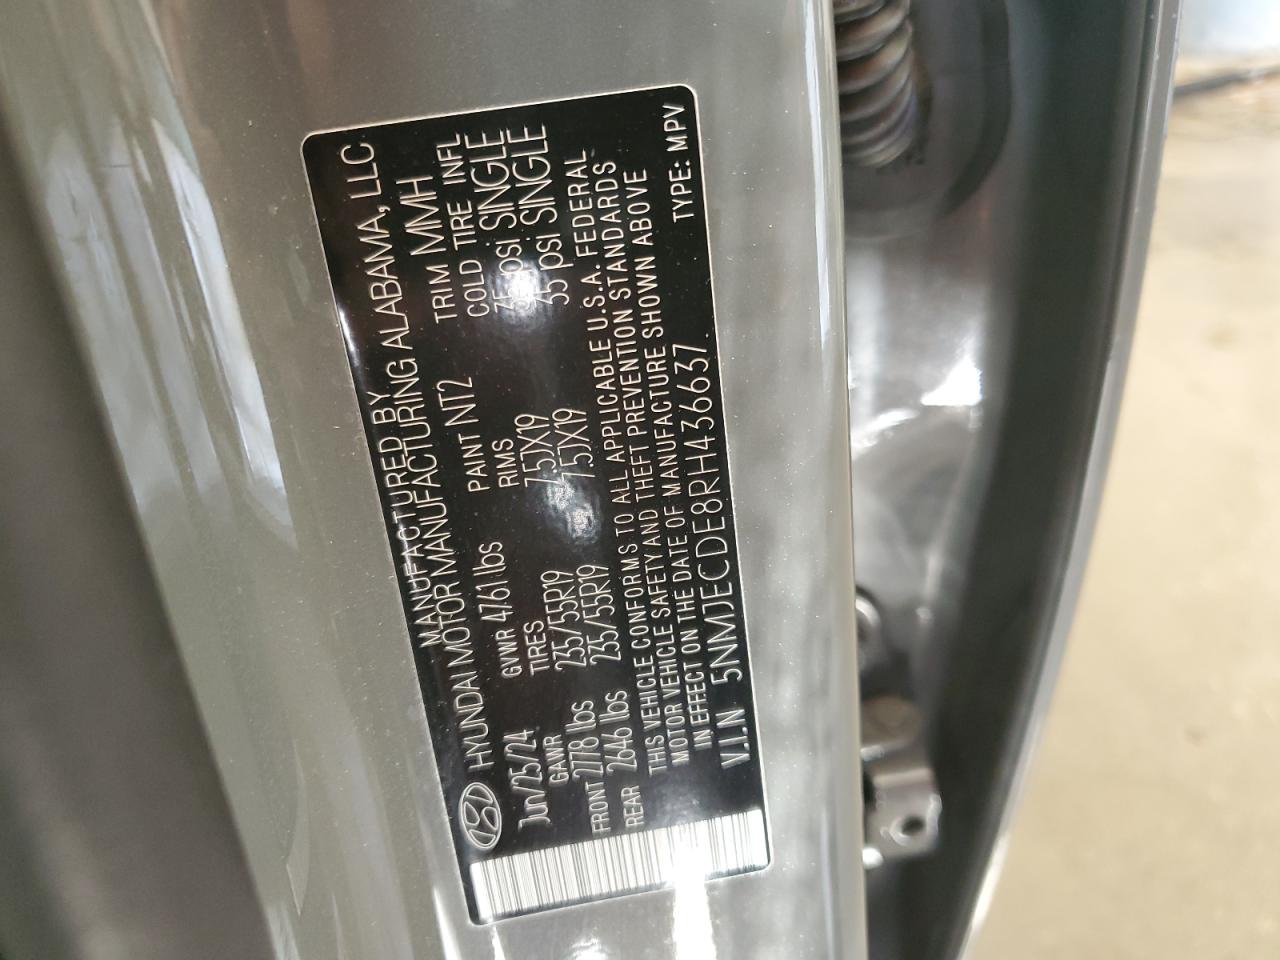 MANUFACTURED BY
HYUNDAI MOTOR MANUFACTURING ALABAMA, LLC
Jun/25/24 GVWR 4761 lbs PAINT NT2 TRIM MMH
GAWR TIRES RIMS COLD TIRE INFL
FRONT 2778 lbs 235/55R19 7.5JX19 35 psi SINGLE
REAR 2646 lbs 235/55R19 7.5JX19 35 psi SINGLE
THIS VEHICLE CONFORMS TO ALL APPLICABLE U.S.A. FEDERAL
MOTOR VEHICLE SAFETY AND THEFT PREVENTION STANDARDS
IN EFFECT ON THE DATE OF MANUFACTURE SHOWN ABOVE
V.I.N 5NMJECDE8RH436637 TYPE: MPV